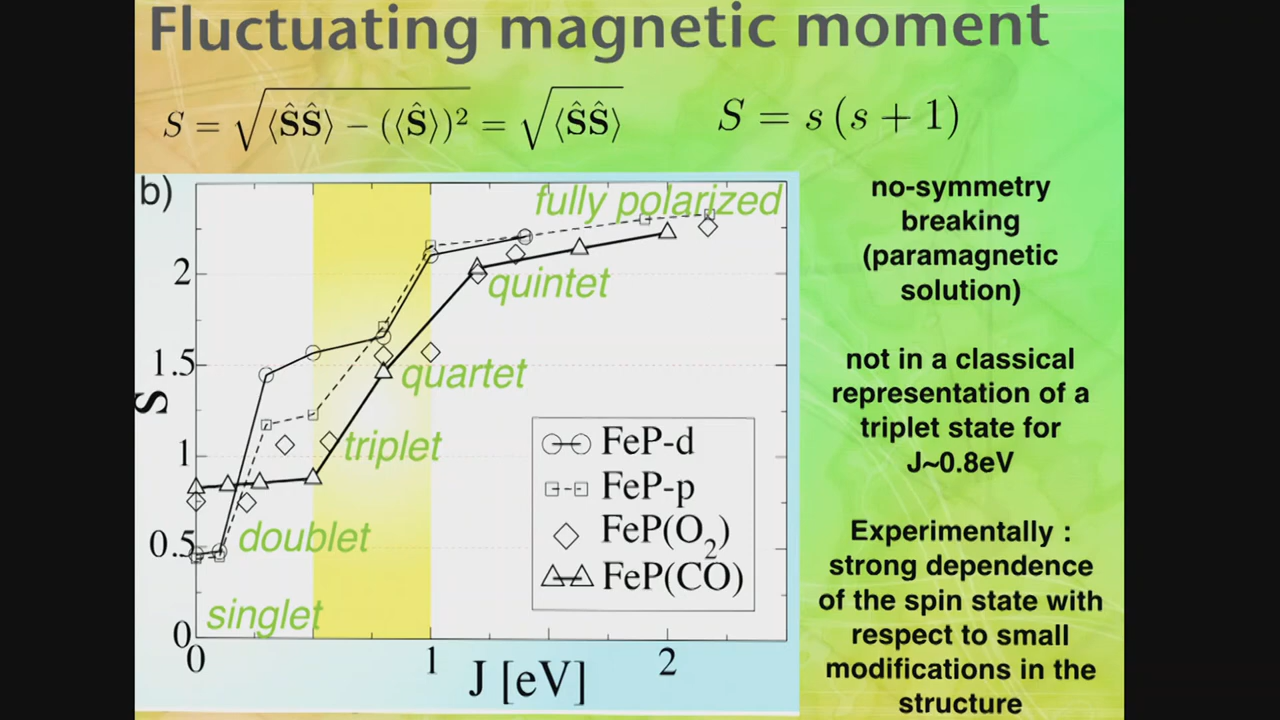 Fluctuating magnetic moment
S = √⟨ŜŜ⟩ − (⟨Ŝ⟩)² = √⟨ŜŜ⟩
S = s (s + 1)
b)
fully polarized
quintet
quartet
triplet
doublet
singlet
S
2
1.5
1
0.5
0
0
1
2
J [eV]
FeP-d
FeP-p
FeP(O₂)
FeP(CO)
no-symmetry
breaking
(paramagnetic
solution)
not in a classical
representation of a
triplet state for
J~0.8eV
Experimentally :
strong dependence
of the spin state with
respect to small
modifications in the
structure